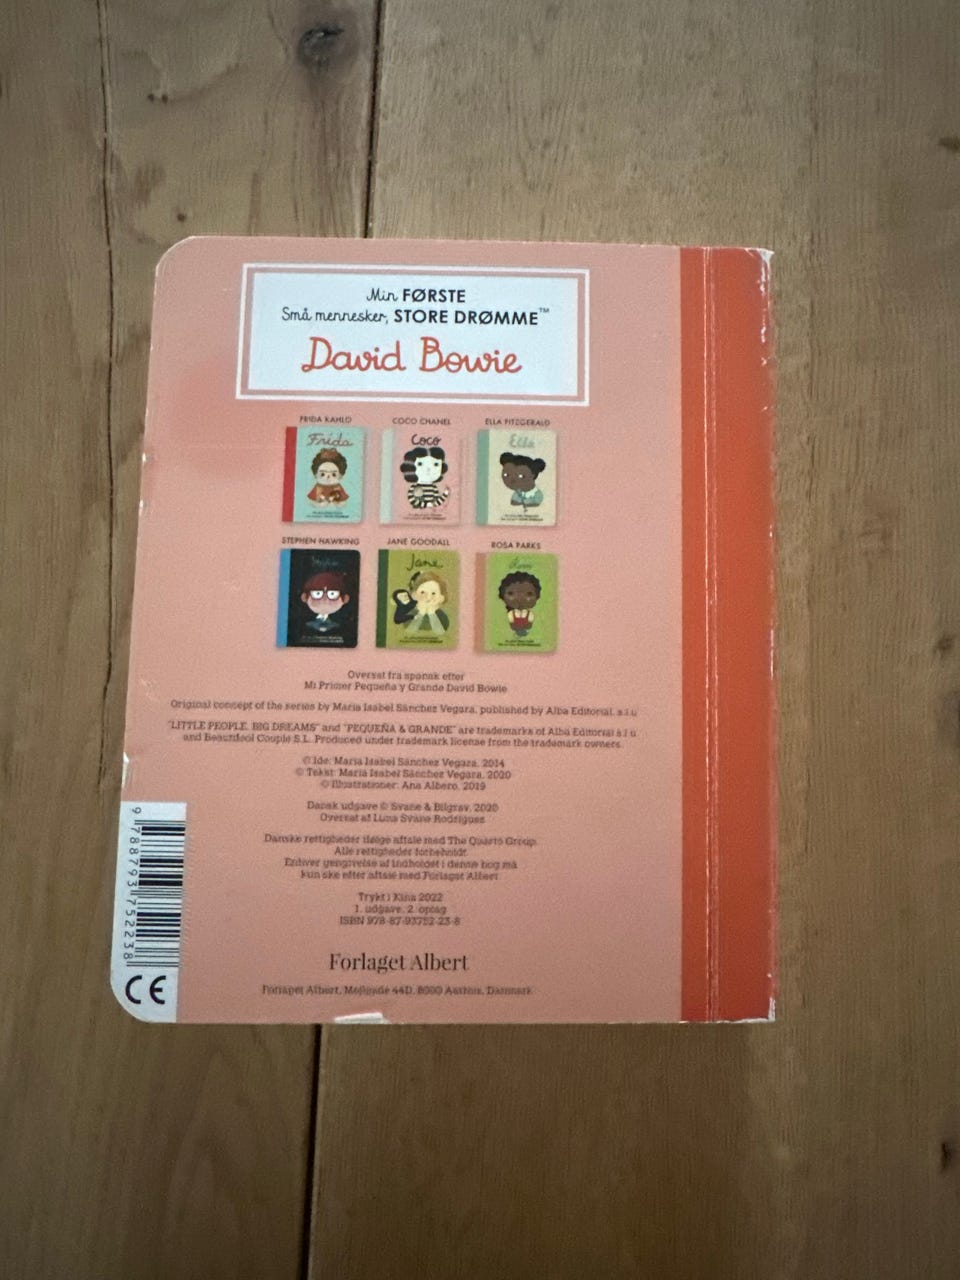 Min FØRSTE
Små mennesker, STORE DRØMME™
David Bowie
FRIDA KAHLO
COCO CHANEL
ELLA FITZGERALD
Frida
Coco
Ella
STEPHEN HAWKING
JANE GOODALL
ROSA PARKS
Jane
Oversat fra spansk efter
Mi Primer Pequeña y Grande David Bowie
Original concept of the series by Maria Isabel Sánchez Vegara, published by Alba Editorial, s.l.u
"LITTLE PEOPLE, BIG DREAMS" and "PEQUEÑA & GRANDE" are trademarks of Alba Editorial s.l.u
and Beautifool Couple S.L. Produced under trademark license from the trademark owners.
© Ide: Maria Isabel Sánchez Vegara, 2014
© Tekst: Maria Isabel Sánchez Vegara, 2020
© Illustrationer: Ana Albero, 2019
Dansk udgave © Svane & Bilgrav, 2020
Oversat af Luna Svane Rodriguez
Danske rettigheder ifølge aftale med The Quarto Group.
Alle rettigheder forbeholdt.
Enhver gengivelse af indholdet i denne bog må
kun ske efter aftale med Forlaget Albert.
Trykt i Kina 2022
1. udgave, 2. oplag
ISBN 978-87-93752-23-8
Forlaget Albert
Forlaget Albert, Mejlgade 44D, 8000 Aarhus, Danmark
9 788793 752238
CE